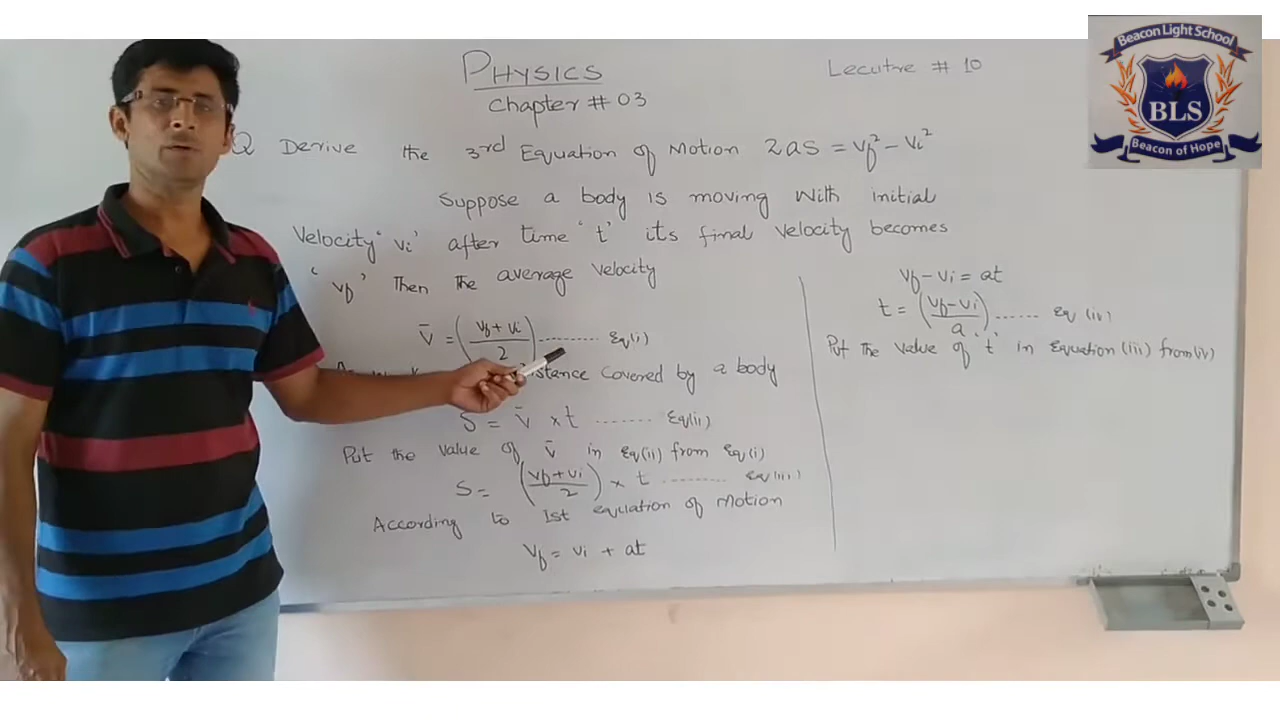 PHYSICS
Lecutre # 10
Chapter # 03
Q Derive the 3rd Equation of Motion 2as = vf² - vi²
Suppose a body is moving with initial
Velocity 'vi' after time 't' its final velocity becomes
'vf' Then the average velocity
v̄ = (vf + vi / 2) ......... Eq(i)
distance covered by a body
S = v̄ × t ....... Eq(ii)
Put the value of v̄ in Eq(ii) from Eq(i)
S = (vf + vi / 2) × t ......... Eq(iii)
According to 1st equation of motion
vf = vi + at
vf - vi = at
t = (vf - vi / a) ...... Eq (iv)
Put the value of 't' in Equation (iii) from (iv)
Beacon Light School
BLS
Beacon of Hope